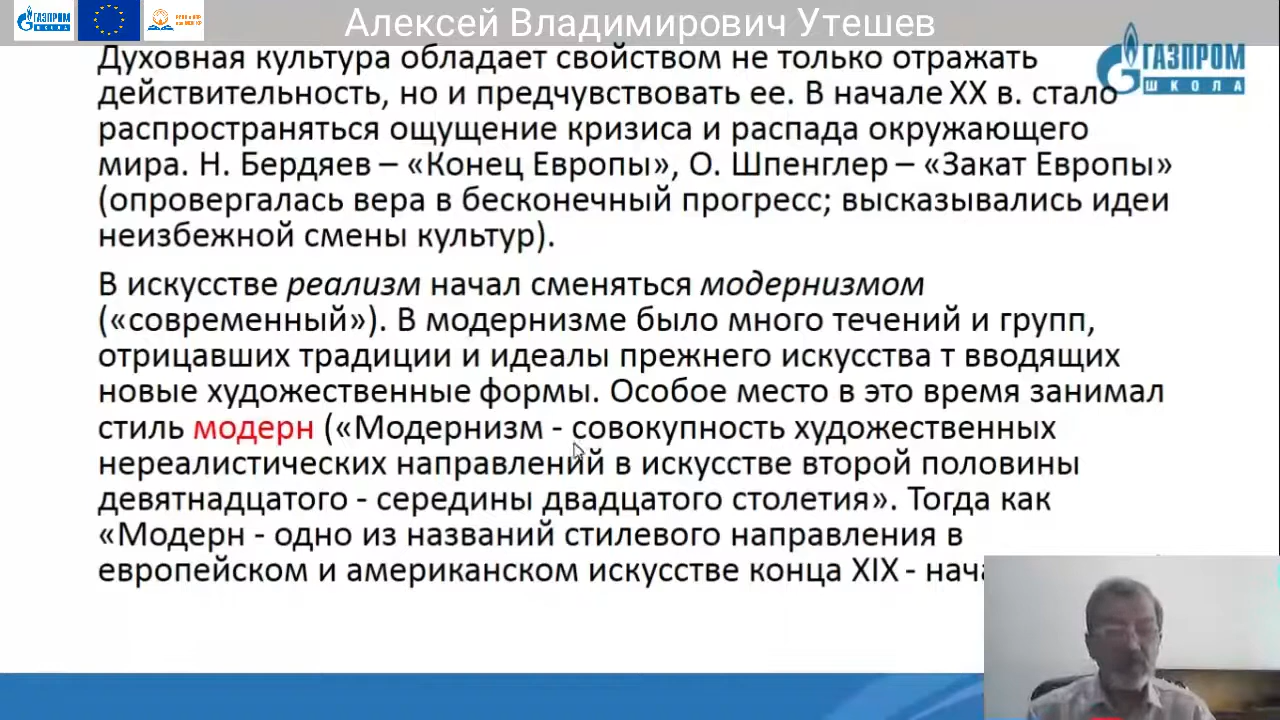 ГАЗПРОМ
ШКОЛА
Алексей Владимирович Утешев
ГАЗПРОМ
ШКОЛА
Духовная культура обладает свойством не только отражать
действительность, но и предчувствовать ее. В начале XX в. стало
распространяться ощущение кризиса и распада окружающего
мира. Н. Бердяев – «Конец Европы», О. Шпенглер – «Закат Европы»
(опровергалась вера в бесконечный прогресс; высказывались идеи
неизбежной смены культур).
В искусстве реализм начал сменяться модернизмом
(«современный»). В модернизме было много течений и групп,
отрицавших традиции и идеалы прежнего искусства т вводящих
новые художественные формы. Особое место в это время занимал
стиль модерн («Модернизм - совокупность художественных
нереалистических направлений в искусстве второй половины
девятнадцатого - середины двадцатого столетия». Тогда как
«Модерн - одно из названий стилевого направления в
европейском и американском искусстве конца XIX - нача